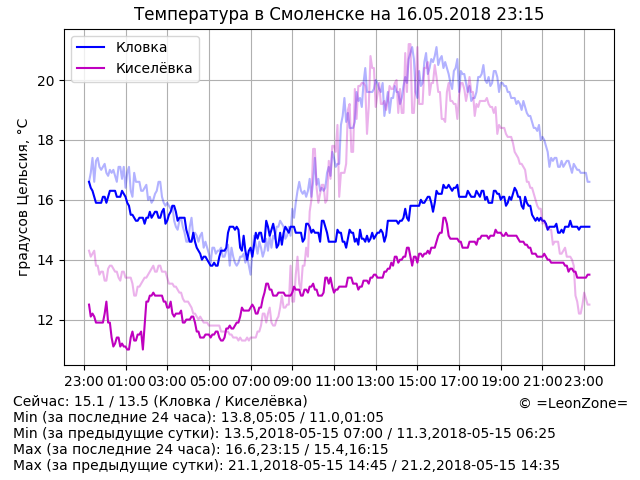 Температура в Смоленске на 16.05.2018 23:15
Кловка
Киселёвка
градусов Цельсия, °C
20
18
16
14
12
23:00 01:00 03:00 05:00 07:00 09:00 11:00 13:00 15:00 17:00 19:00 21:00 23:00
Сейчас: 15.1 / 13.5 (Кловка / Киселёвка)
© =LeonZone=
Min (за последние 24 часа): 13.8,05:05 / 11.0,01:05
Min (за предыдущие сутки): 13.5,2018-05-15 07:00 / 11.3,2018-05-15 06:25
Max (за последние 24 часа): 16.6,23:15 / 15.4,16:15
Max (за предыдущие сутки): 21.1,2018-05-15 14:45 / 21.2,2018-05-15 14:35